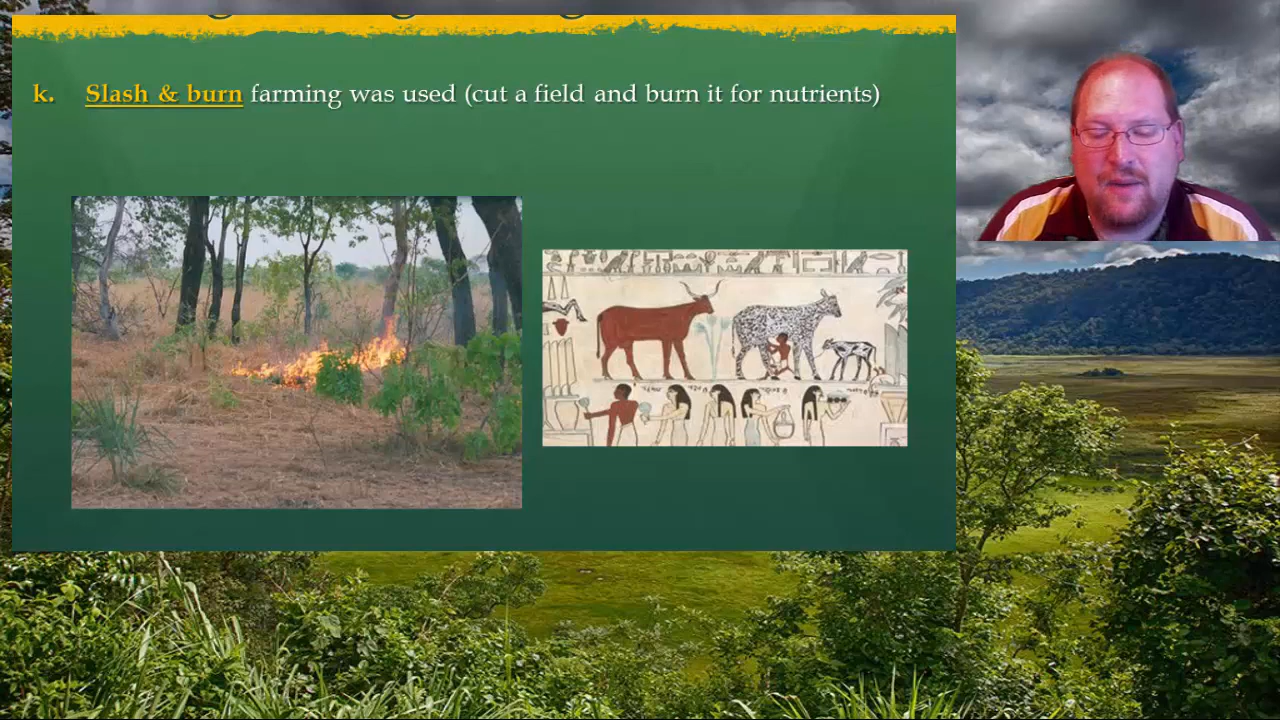 k. Slash & burn farming was used (cut a field and burn it for nutrients)